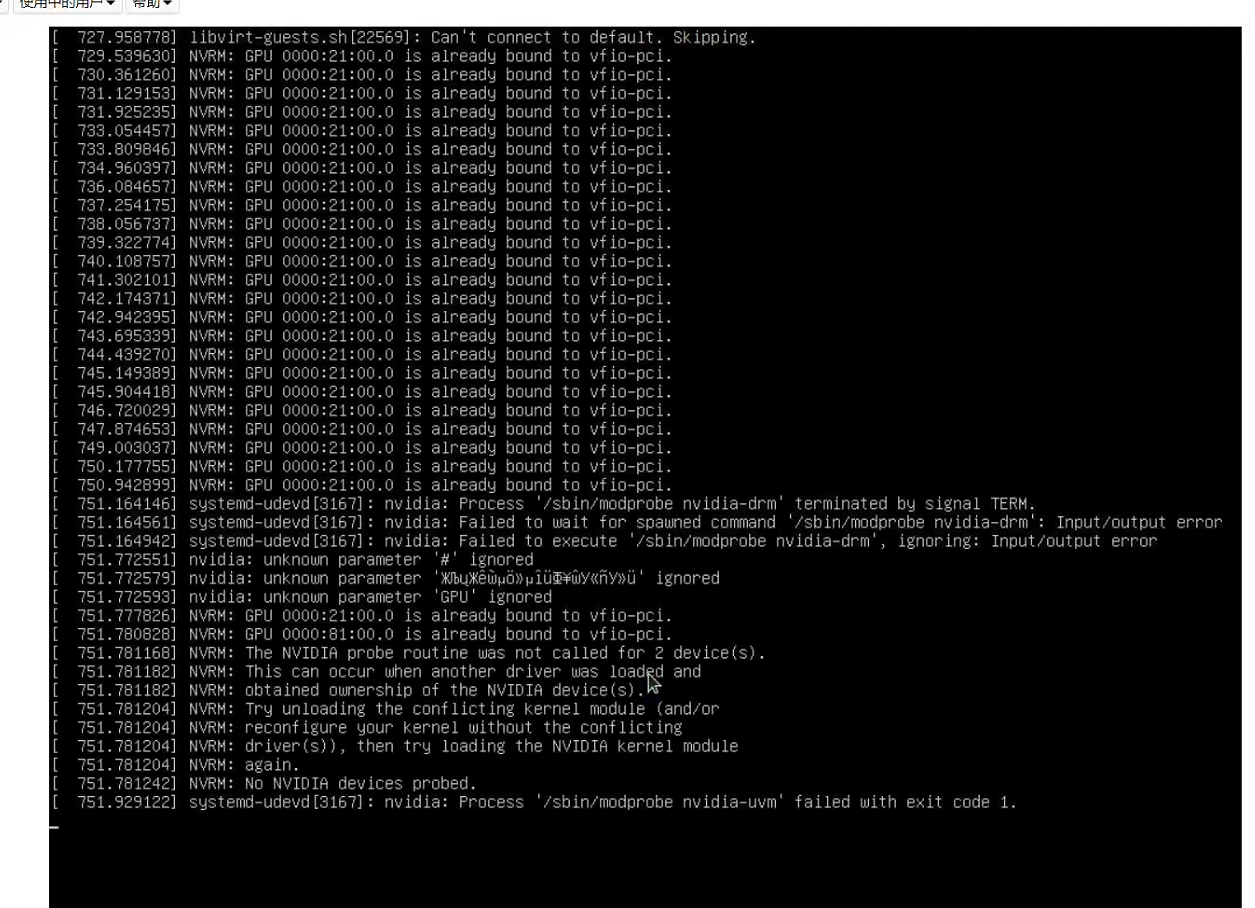 使用中的用户 帮助
[  727.958778] libvirt-guests.sh[22569]: Can't connect to default. Skipping.
[  729.539630] NVRM: GPU 0000:21:00.0 is already bound to vfio-pci.
[  730.361260] NVRM: GPU 0000:21:00.0 is already bound to vfio-pci.
[  731.129153] NVRM: GPU 0000:21:00.0 is already bound to vfio-pci.
[  731.925235] NVRM: GPU 0000:21:00.0 is already bound to vfio-pci.
[  733.054457] NVRM: GPU 0000:21:00.0 is already bound to vfio-pci.
[  733.809846] NVRM: GPU 0000:21:00.0 is already bound to vfio-pci.
[  734.960397] NVRM: GPU 0000:21:00.0 is already bound to vfio-pci.
[  736.084657] NVRM: GPU 0000:21:00.0 is already bound to vfio-pci.
[  737.254175] NVRM: GPU 0000:21:00.0 is already bound to vfio-pci.
[  738.056737] NVRM: GPU 0000:21:00.0 is already bound to vfio-pci.
[  739.322774] NVRM: GPU 0000:21:00.0 is already bound to vfio-pci.
[  740.108757] NVRM: GPU 0000:21:00.0 is already bound to vfio-pci.
[  741.302101] NVRM: GPU 0000:21:00.0 is already bound to vfio-pci.
[  742.174371] NVRM: GPU 0000:21:00.0 is already bound to vfio-pci.
[  742.942395] NVRM: GPU 0000:21:00.0 is already bound to vfio-pci.
[  743.695339] NVRM: GPU 0000:21:00.0 is already bound to vfio-pci.
[  744.439270] NVRM: GPU 0000:21:00.0 is already bound to vfio-pci.
[  745.149389] NVRM: GPU 0000:21:00.0 is already bound to vfio-pci.
[  745.904418] NVRM: GPU 0000:21:00.0 is already bound to vfio-pci.
[  746.720029] NVRM: GPU 0000:21:00.0 is already bound to vfio-pci.
[  747.874653] NVRM: GPU 0000:21:00.0 is already bound to vfio-pci.
[  749.003037] NVRM: GPU 0000:21:00.0 is already bound to vfio-pci.
[  750.177755] NVRM: GPU 0000:21:00.0 is already bound to vfio-pci.
[  750.942899] NVRM: GPU 0000:21:00.0 is already bound to vfio-pci.
[  751.164146] systemd-udevd[3167]: nvidia: Process '/sbin/modprobe nvidia-drm' terminated by signal TERM.
[  751.164561] systemd-udevd[3167]: nvidia: Failed to wait for spawned command '/sbin/modprobe nvidia-drm': Input/output error
[  751.164942] systemd-udevd[3167]: nvidia: Failed to execute '/sbin/modprobe nvidia-drm', ignoring: Input/output error
[  751.772551] nvidia: unknown parameter '#' ignored
[  751.772579] nvidia: unknown parameter ignored
[  751.772593] nvidia: unknown parameter 'GPU' ignored
[  751.777826] NVRM: GPU 0000:21:00.0 is already bound to vfio-pci.
[  751.780828] NVRM: GPU 0000:81:00.0 is already bound to vfio-pci.
[  751.781168] NVRM: The NVIDIA probe routine was not called for 2 device(s).
[  751.781182] NVRM: This can occur when another driver was loaded and
[  751.781182] NVRM: obtained ownership of the NVIDIA device(s).
[  751.781204] NVRM: Try unloading the conflicting kernel module (and/or
[  751.781204] NVRM: reconfigure your kernel without the conflicting
[  751.781204] NVRM: driver(s)), then try loading the NVIDIA kernel module
[  751.781204] NVRM: again.
[  751.781242] NVRM: No NVIDIA devices probed.
[  751.929122] systemd-udevd[3167]: nvidia: Process '/sbin/modprobe nvidia-uvm' failed with exit code 1.